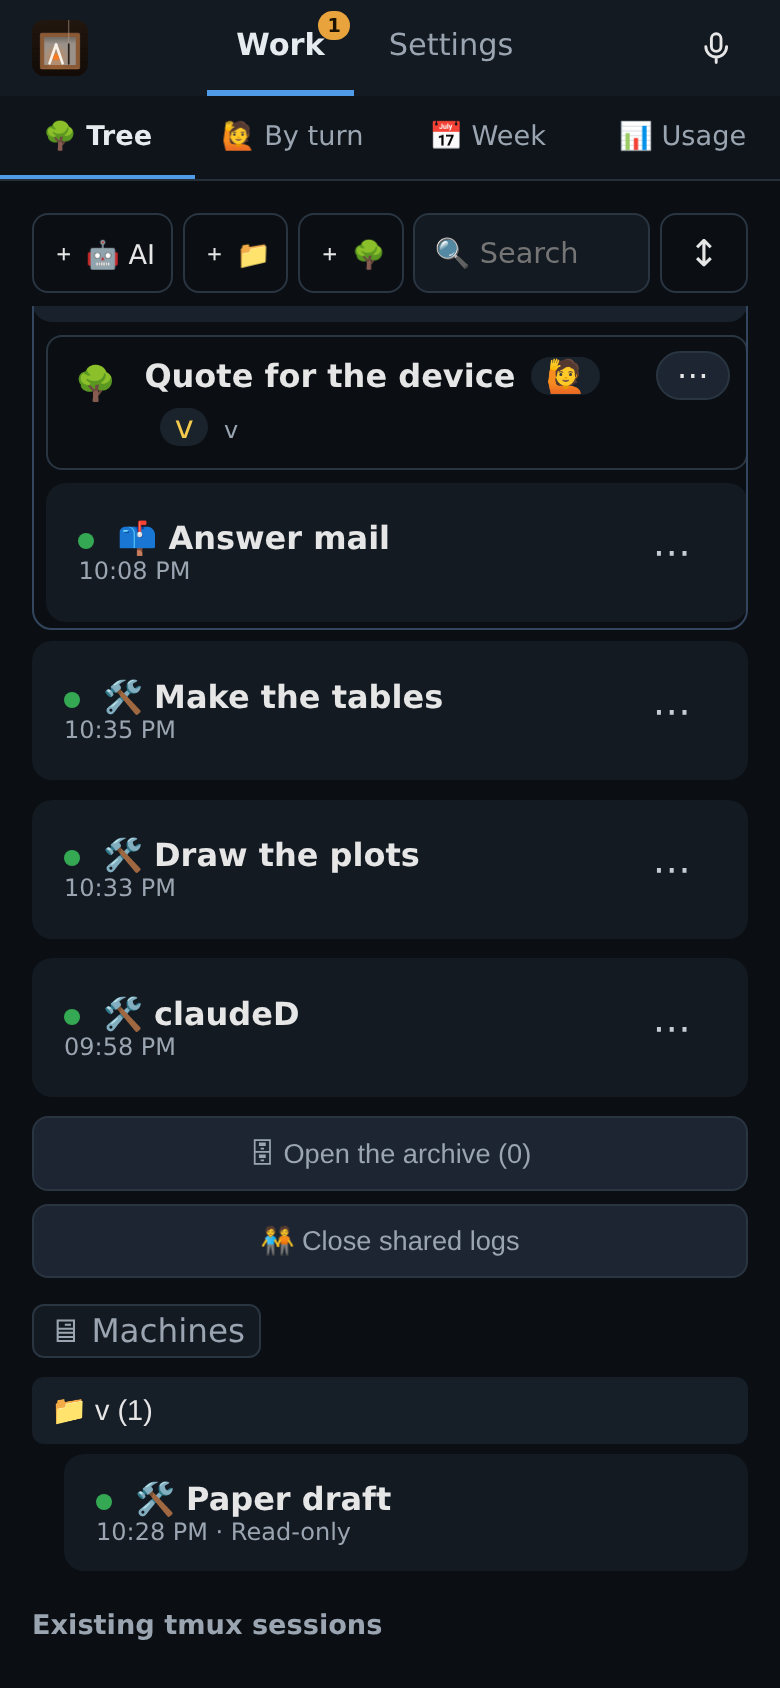 Work 1 Settings
🌳 Tree 🙋 By turn 📅 Week 📊 Usage
+ 🤖 AI + 📁 + 🌳 🔍 Search ↕
🌳 Quote for the device 🙋 ⋯
V v
📬 Answer mail ⋯
10:08 PM
🛠 Make the tables ⋯
10:35 PM
🛠 Draw the plots ⋯
10:33 PM
🛠 claudeD ⋯
09:58 PM
🗄 Open the archive (0)
🧑‍🤝‍🧑 Close shared logs
🖥 Machines
📁 v (1)
🛠 Paper draft
10:28 PM · Read-only
Existing tmux sessions